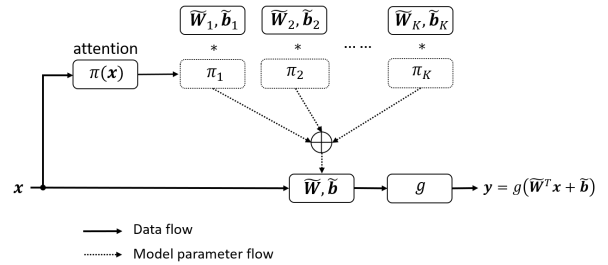 W̃₁, b̃₁ W̃₂, b̃₂ W̃_K, b̃_K
* * ⋯⋯ *
attention
π(x) π₁ π₂ π_K
x W̃, b̃ g y = g(W̃ᵀx + b̃)
Data flow
Model parameter flow